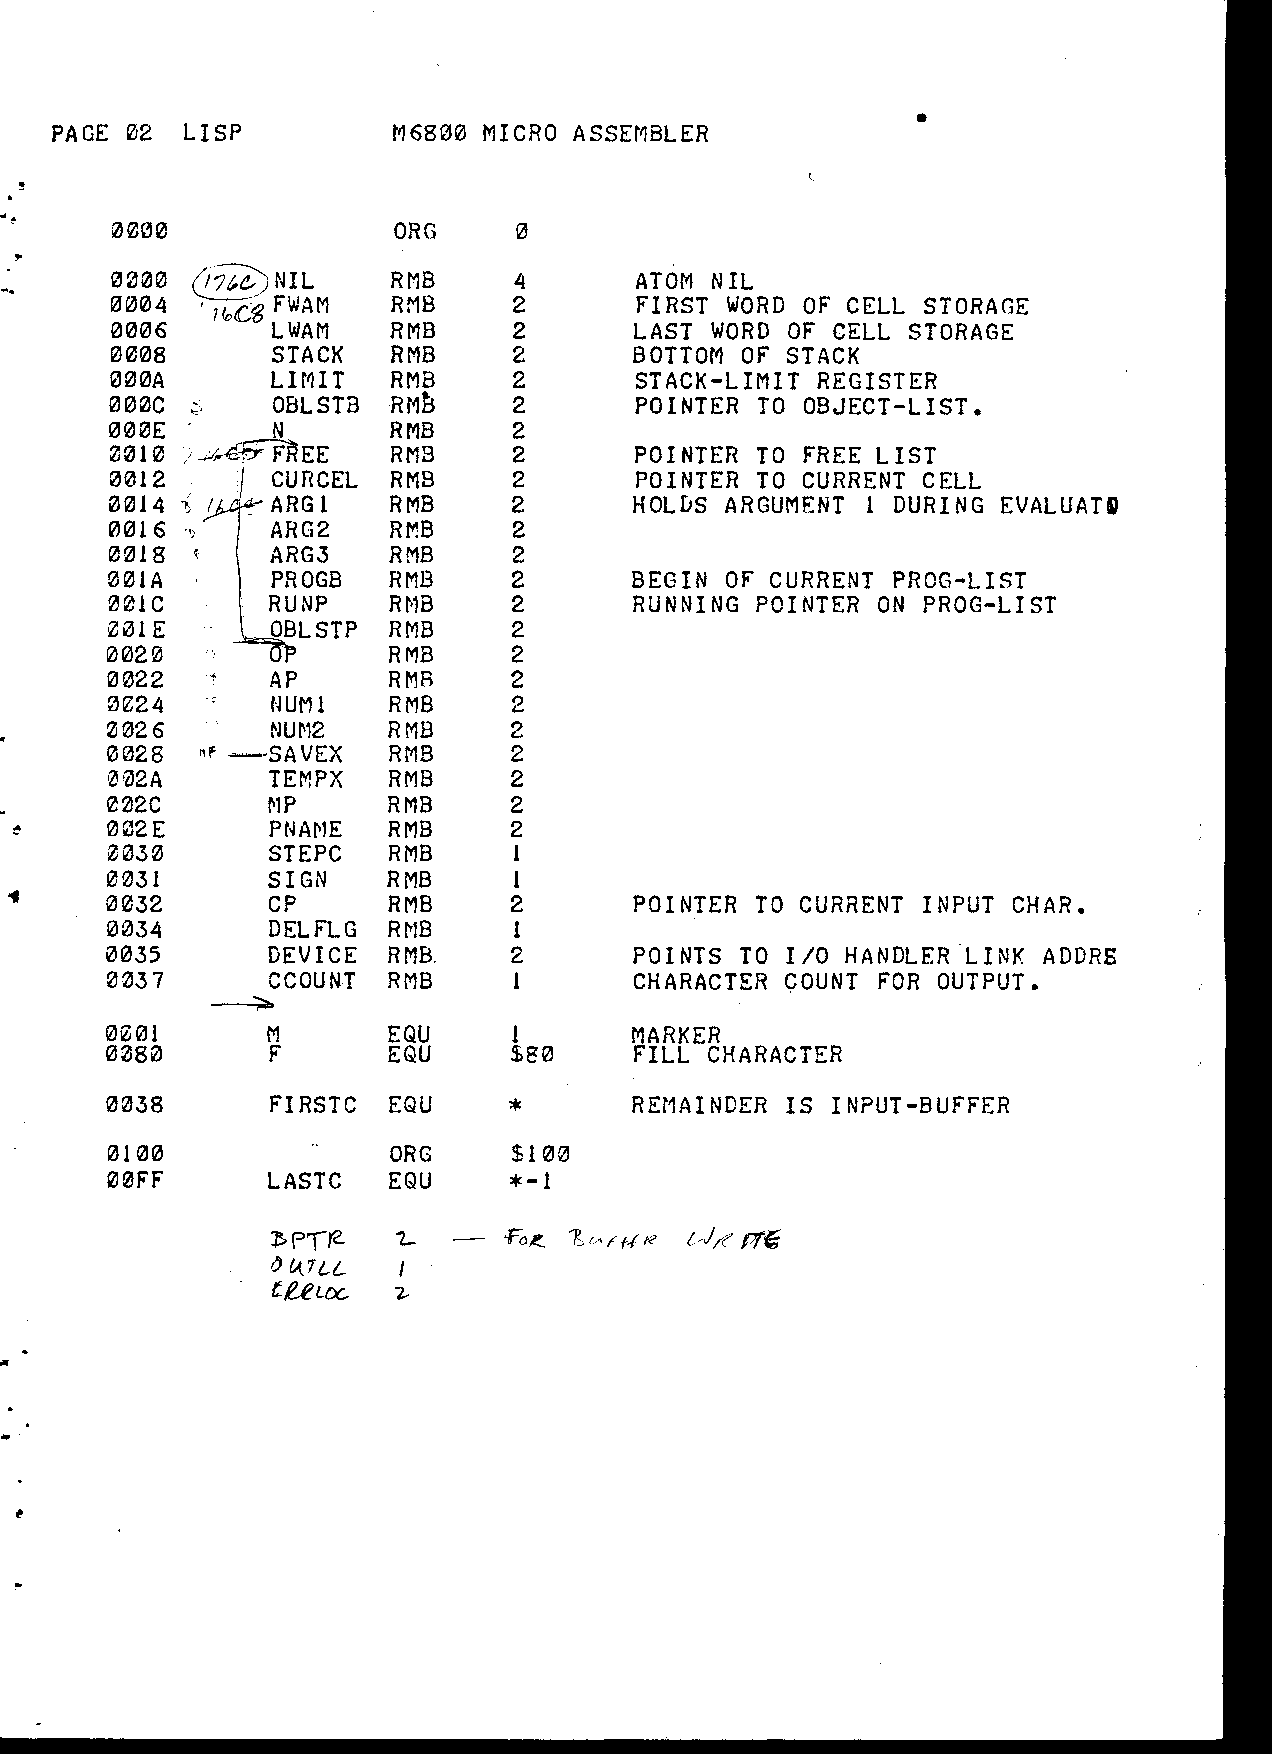 PAGE 02 LISP M6800 MICRO ASSEMBLER
0000 ORG 0
0000 176C NIL RMB 4 ATOM NIL
0004 16C8 FWAM RMB 2 FIRST WORD OF CELL STORAGE
0006 LWAM RMB 2 LAST WORD OF CELL STORAGE
0008 STACK RMB 2 BOTTOM OF STACK
000A LIMIT RMB 2 STACK-LIMIT REGISTER
000C OBLSTB RMB 2 POINTER TO OBJECT-LIST.
000E N RMB 2
0010 FREE RMB 2 POINTER TO FREE LIST
0012 CURCEL RMB 2 POINTER TO CURRENT CELL
0014 ARG1 RMB 2 HOLDS ARGUMENT 1 DURING EVALUATO
0016 ARG2 RMB 2
0018 ARG3 RMB 2
001A PROGB RMB 2 BEGIN OF CURRENT PROG-LIST
001C RUNP RMB 2 RUNNING POINTER ON PROG-LIST
001E OBLSTP RMB 2
0020 OP RMB 2
0022 AP RMB 2
0024 NUM1 RMB 2
0026 NUM2 RMB 2
0028 SAVEX RMB 2
002A TEMPX RMB 2
002C MP RMB 2
002E PNAME RMB 2
0030 STEPC RMB 1
0031 SIGN RMB 1
0032 CP RMB 2 POINTER TO CURRENT INPUT CHAR.
0034 DELFLG RMB 1
0035 DEVICE RMB 2 POINTS TO I/O HANDLER LINK ADDRE
0037 CCOUNT RMB 1 CHARACTER COUNT FOR OUTPUT.
0001 M EQU 1 MARKER
0080 F EQU $80 FILL CHARACTER
0038 FIRSTC EQU * REMAINDER IS INPUT-BUFFER
0100 ORG $100
00FF LASTC EQU *-1
BPTR 2 — FOR BUFFER WRITE
OUTLL 1
ERRLOC 2